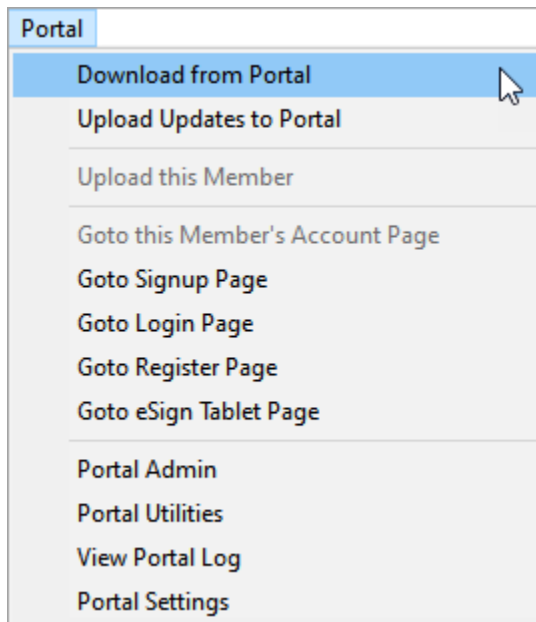 Portal
Download from Portal
Upload Updates to Portal
Upload this Member
Goto this Member's Account Page
Goto Signup Page
Goto Login Page
Goto Register Page
Goto eSign Tablet Page
Portal Admin
Portal Utilities
View Portal Log
Portal Settings